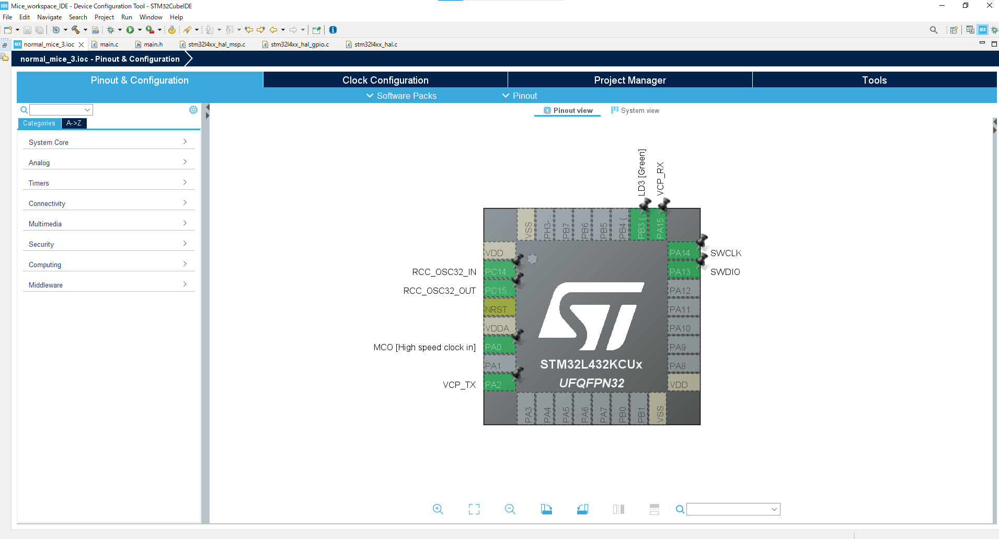 IDE Mice_workspace_IDE - Device Configuration Tool - STM32CubeIDE
File Edit Navigate Search Project Run Window Help
MX
MX normal_mice_3.ioc main.c main.h stm32l4xx_hal_msp.c stm32l4xx_hal_gpio.c stm32l4xx_hal.c
normal_mice_3.ioc - Pinout & Configuration
Pinout & Configuration Clock Configuration Project Manager Tools
Software Packs Pinout
Pinout view System view
Categories A->Z
System Core
Analog
Timers
Connectivity
Multimedia
Security
Computing
Middleware
LD3 [Green]
VCP_RX
VSS
PH3-..
PB7
PB6
PB5
PB4 (..
PB3 (..
PA15 ..
VDD
PA14 .. SWCLK
RCC_OSC32_IN PC14..
PA13 .. SWDIO
RCC_OSC32_OUT PC15..
PA12
NRST
PA11
VDDA..
PA10
MCO [High speed clock in] PA0
PA9
PA1
PA8
VCP_TX PA2
VDD
ST
STM32L432KCUx
UFQFPN32
PA3
PA4
PA5
PA6
PA7
PB0
PB1
VSS